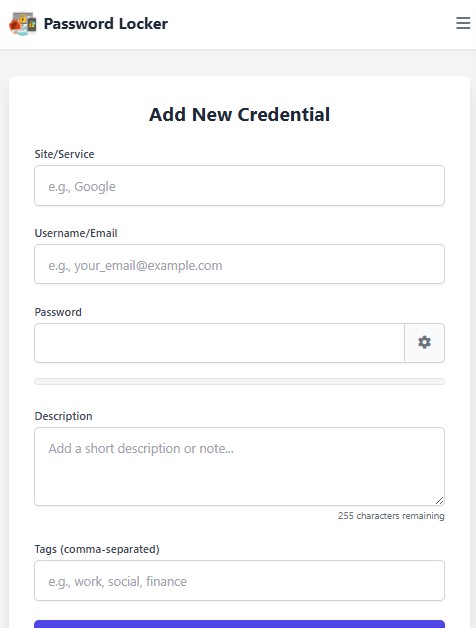 Password Locker
Add New Credential
Site/Service
e.g., Google
Username/Email
e.g., your_email@example.com
Password
Description
Add a short description or note...
255 characters remaining
Tags (comma-separated)
e.g., work, social, finance